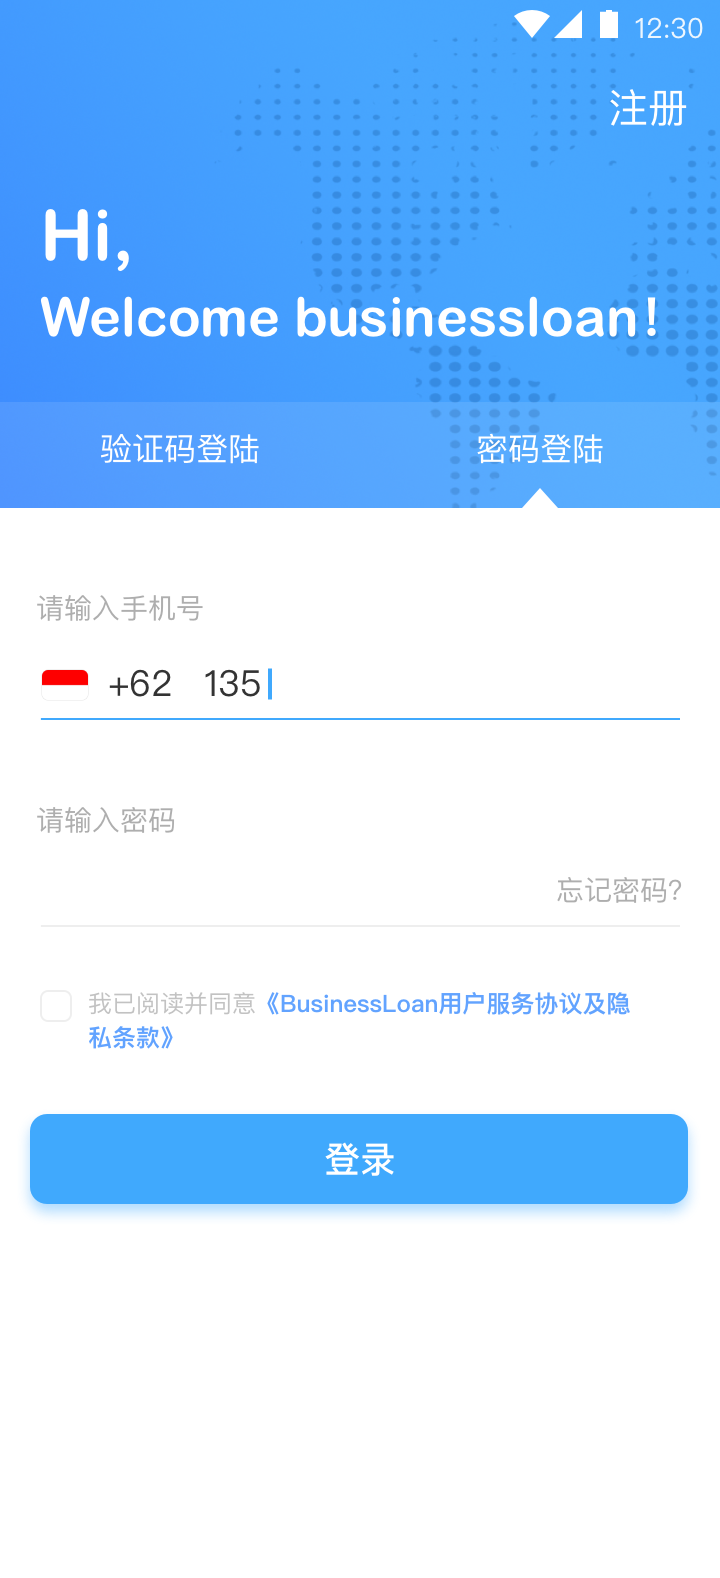 12:30
注册
Hi,
Welcome businessloan!
验证码登陆
密码登陆
请输入手机号
+62 135
请输入密码
忘记密码?
我已阅读并同意《BusinessLoan用户服务协议及隐
私条款》
登录